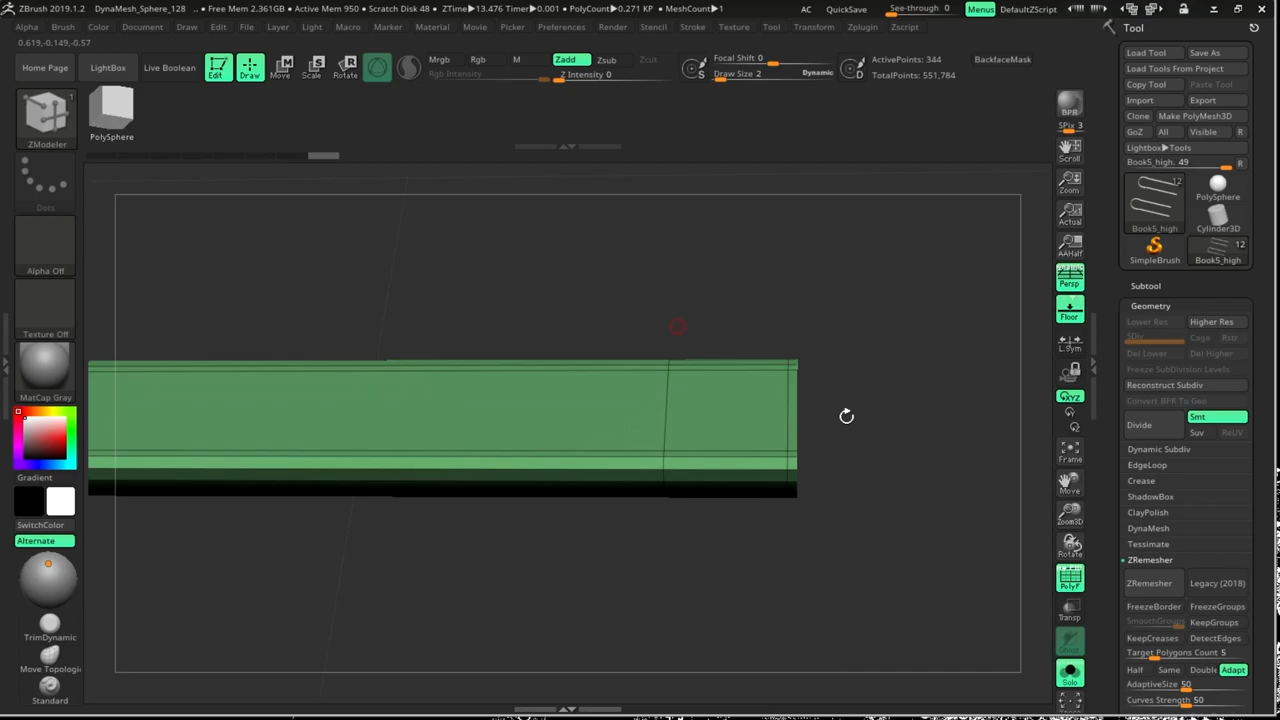 ZBrush 2019.1.2 DynaMesh_Sphere_128 .. • Free Mem 2.361GB • Active Mem 950 • Scratch Disk 48 • ZTime▶13.476 Timer▶0.001 • PolyCount▶0.271 KP • MeshCount▶1 AC QuickSave See-through 0 Menus DefaultZScript
Alpha Brush Color Document Draw Edit File Layer Light Macro Marker Material Movie Picker Preferences Render Stencil Stroke Texture Tool Transform Zplugin Zscript
0.619,-0.149,-0.57
Home Page LightBox Live Boolean Edit Draw Move Scale Rotate
Mrgb Rgb M Zadd Zsub Zcut
Rgb Intensity Z Intensity 0
Focal Shift 0
Draw Size 2 Dynamic
S D
ActivePoints: 344
TotalPoints: 551,784
BackfaceMask
1
ZModeler
PolySphere
Dots
Alpha Off
Texture Off
MatCap Gray
Gradient
SwitchColor
Alternate
TrimDynamic
Move Topologic
Standard
BPR
SPix 3
Scroll
Zoom
Actual
AAHalf
Persp
Floor
L.Sym
XYZ
Frame
Move
Zoom3D
Rotate
PolyF
Transp
Ghost
Solo
Tool
Load Tool Save As
Load Tools From Project
Copy Tool Paste Tool
Import Export
Clone Make PolyMesh3D
GoZ All Visible R
Lightbox▶Tools
Book5_high. 49 R
12
PolySphere
Book5_high Cylinder3D
12
SimpleBrush Book5_high
Subtool
Geometry
Lower Res Higher Res
SDiv Cage Rstr
Del Lower Del Higher
Freeze SubDivision Levels
Reconstruct Subdiv
Convert BPR To Geo
Divide Smt
Suv ReUV
Dynamic Subdiv
EdgeLoop
Crease
ShadowBox
ClayPolish
DynaMesh
Tessimate
ZRemesher
ZRemesher Legacy (2018)
FreezeBorder FreezeGroups
SmoothGroups KeepGroups
KeepCreases DetectEdges
Target Polygons Count 5
Half Same Double Adapt
AdaptiveSize 50
Curves Strength 50